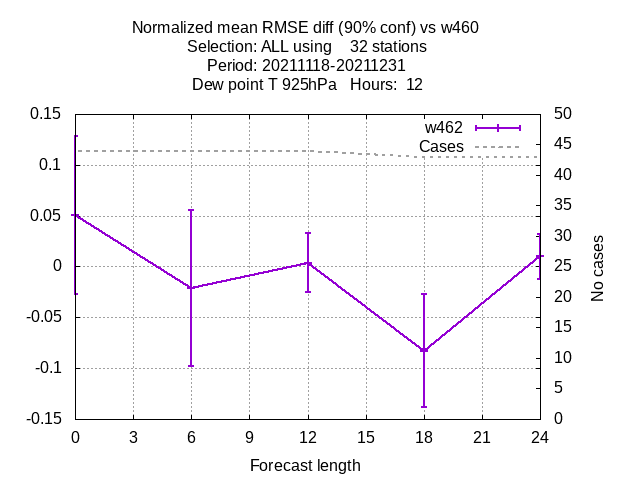 Normalized mean RMSE diff (90% conf) vs w460
Selection: ALL using    32 stations
Period: 20211118-20211231
Dew point T 925hPa   Hours:  12
0.15
0.1
0.05
0
-0.05
-0.1
-0.15
50
45
40
35
30
25
20
15
10
5
0
w462
Cases
No cases
0 3 6 9 12 15 18 21 24
Forecast length